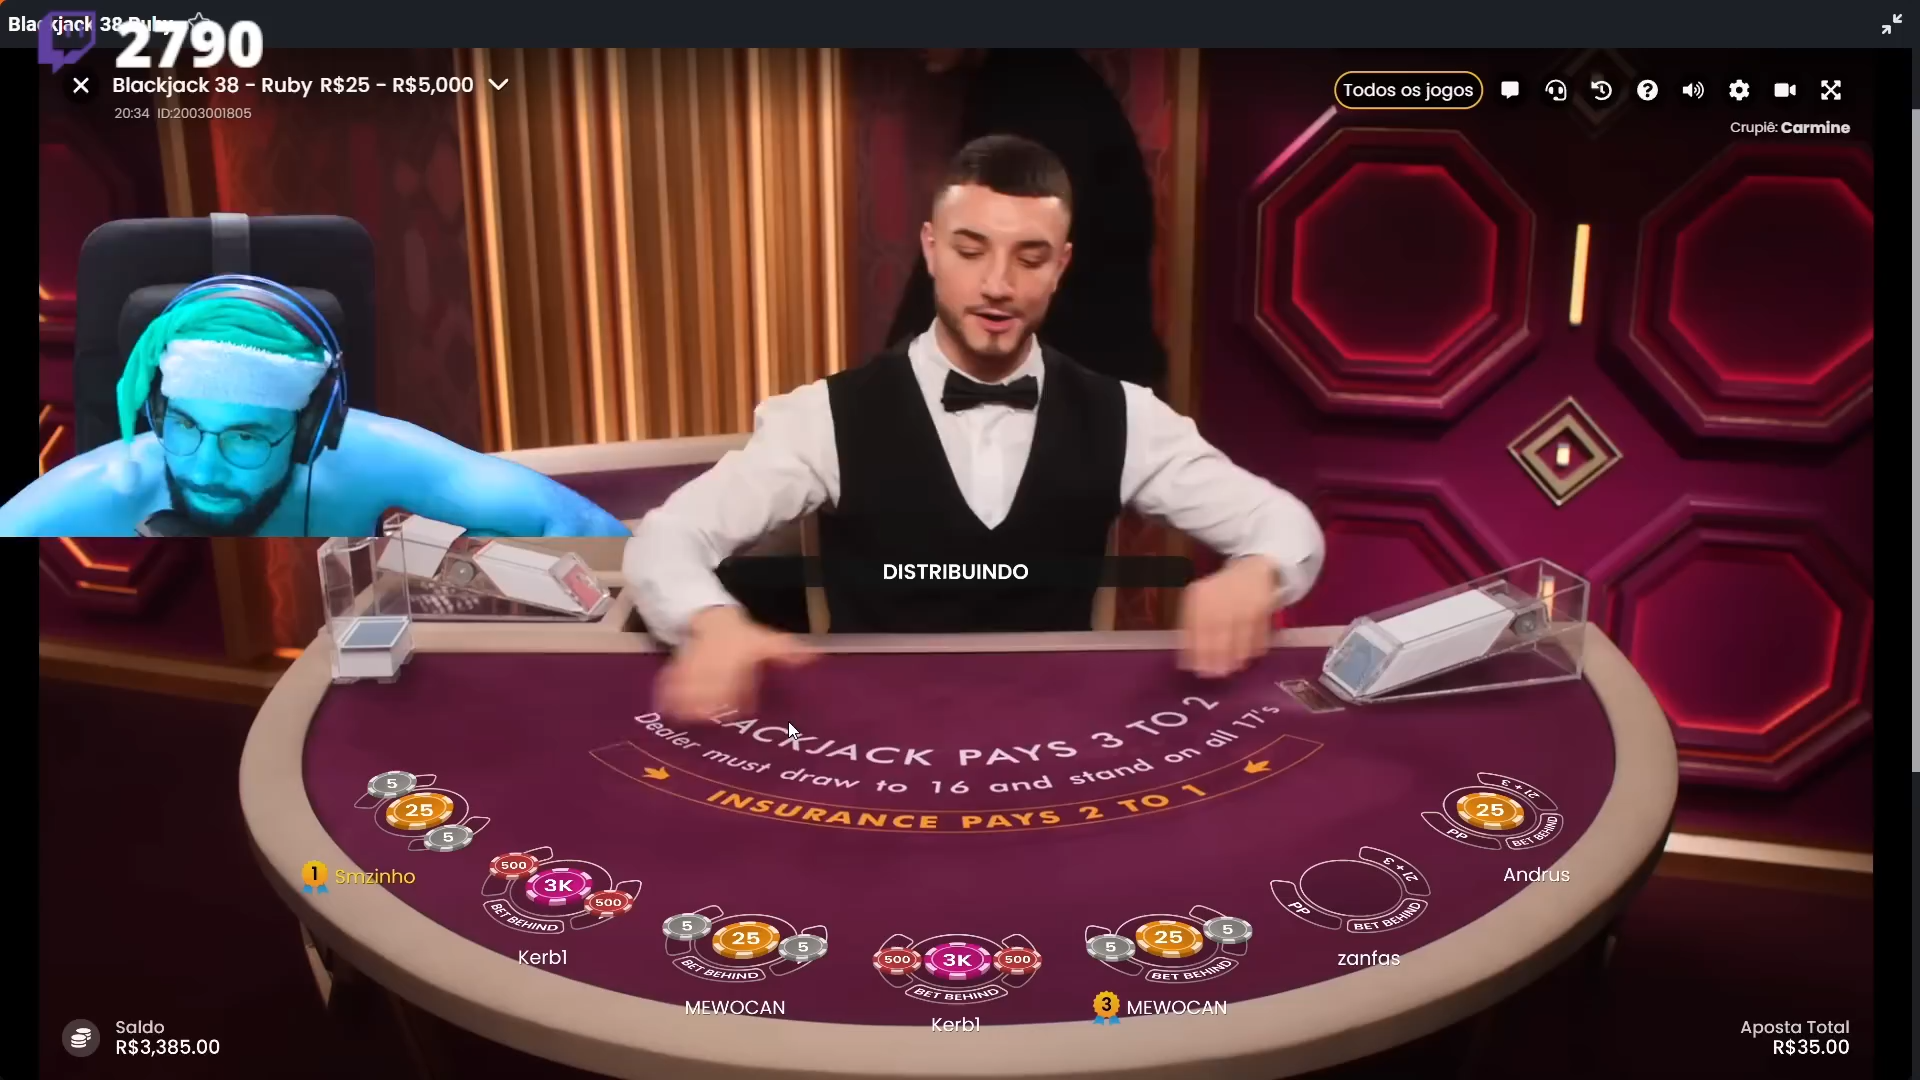 Blackjack 38 Ruby
2790
Blackjack 38 - Ruby R$25 - R$5,000
20:34 ID:2003001805
Todos os jogos
Crupiê: Carmine
DISTRIBUINDO
BLACKJACK PAYS 3 TO 2
Dealer must draw to 16 and stand on all 17's
INSURANCE PAYS 2 TO 1
5
25
5
1 Smzinho
500
3K
500
BET BEHIND
Kerb1
5
25
5
BET BEHIND
MEWOCAN
500
3K
500
BET BEHIND
Kerb1
5
25
5
BET BEHIND
3 MEWOCAN
21+3
PP
BET BEHIND
zanfas
21+3
25
PP
BET BEHIND
Andrus
Saldo
R$3,385.00
Aposta Total
R$35.00